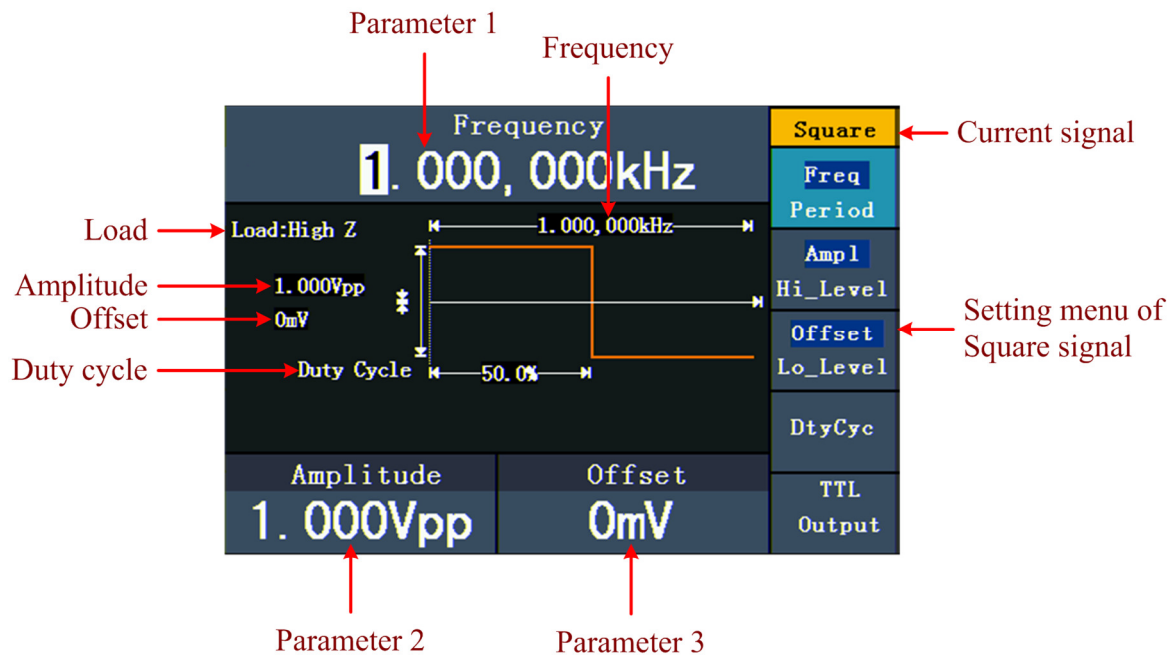 Parameter 1
Frequency
Frequency
1.000,000kHz
Square
Current signal
Freq
Period
Load
Load:High Z
1.000,000kHz
Ampl
Hi_Level
Amplitude
1.000Vpp
Offset
0mV
Offset
Lo_Level
Setting menu of
Square signal
Duty cycle
Duty Cycle
50.0%
DtyCyc
Amplitude
1.000Vpp
Offset
0mV
TTL
Output
Parameter 2
Parameter 3